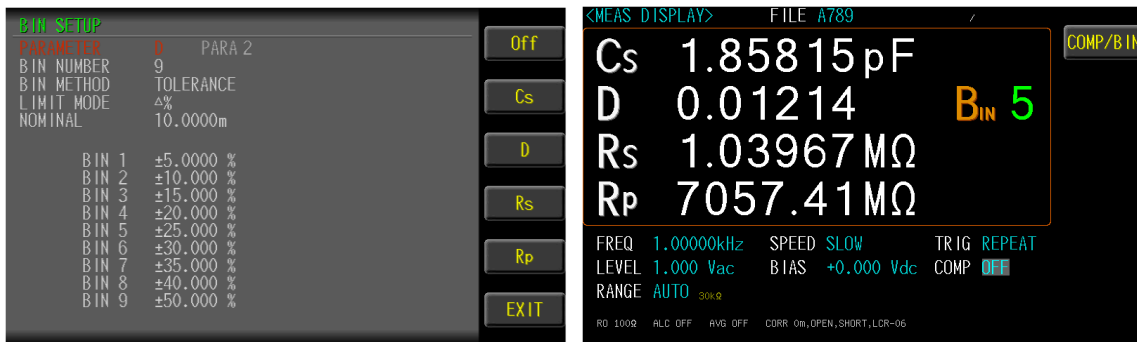 BIN SETUP
PARAMETER D PARA 2
BIN NUMBER 9
BIN METHOD TOLERANCE
LIMIT MODE △%
NOMINAL 10.0000m
BIN 1 ±5.0000 %
BIN 2 ±10.000 %
BIN 3 ±15.000 %
BIN 4 ±20.000 %
BIN 5 ±25.000 %
BIN 6 ±30.000 %
BIN 7 ±35.000 %
BIN 8 ±40.000 %
BIN 9 ±50.000 %
Off
Cs
D
Rs
Rp
EXIT
<MEAS DISPLAY> FILE A789 /
COMP/BIN
Cs 1.85815pF
D 0.01214 BIN 5
Rs 1.03967MΩ
Rp 7057.41MΩ
FREQ 1.00000kHz SPEED SLOW TRIG REPEAT
LEVEL 1.000 Vac BIAS +0.000 Vdc COMP OFF
RANGE AUTO 30kΩ
RO 100Ω ALC OFF AVG OFF CORR 0m,OPEN,SHORT,LCR-06